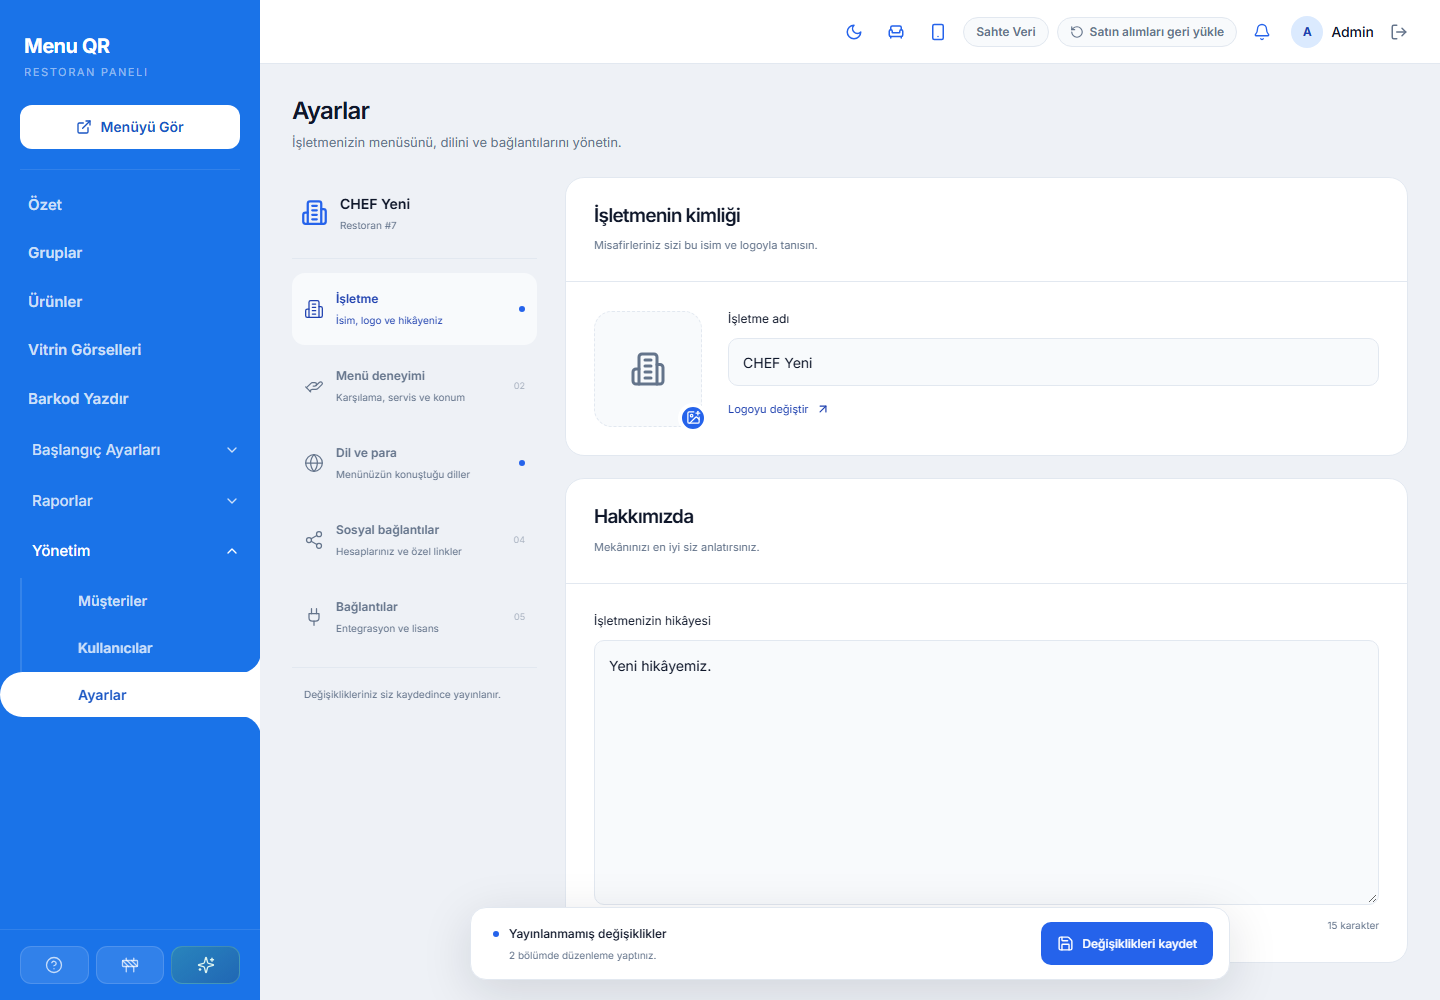 Menu QR
RESTORAN PANELİ
Menüyü Gör
Özet
Gruplar
Ürünler
Vitrin Görselleri
Barkod Yazdır
Başlangıç Ayarları
Raporlar
Yönetim
Müşteriler
Kullanıcılar
Ayarlar
Sahte Veri
Satın alımları geri yükle
A
Admin
Ayarlar
İşletmenizin menüsünü, dilini ve bağlantılarını yönetin.
CHEF Yeni
Restoran #7
İşletme
İsim, logo ve hikâyeniz
Menü deneyimi
Karşılama, servis ve konum
02
Dil ve para
Menünüzün konuştuğu diller
Sosyal bağlantılar
Hesaplarınız ve özel linkler
04
Bağlantılar
Entegrasyon ve lisans
05
Değişiklikleriniz siz kaydedince yayınlanır.
İşletmenin kimliği
Misafirleriniz sizi bu isim ve logoyla tanısın.
İşletme adı
CHEF Yeni
Logoyu değiştir
Hakkımızda
Mekânınızı en iyi siz anlatırsınız.
İşletmenizin hikâyesi
Yeni hikâyemiz.
15 karakter
Yayınlanmamış değişiklikler
2 bölümde düzenleme yaptınız.
Değişiklikleri kaydet